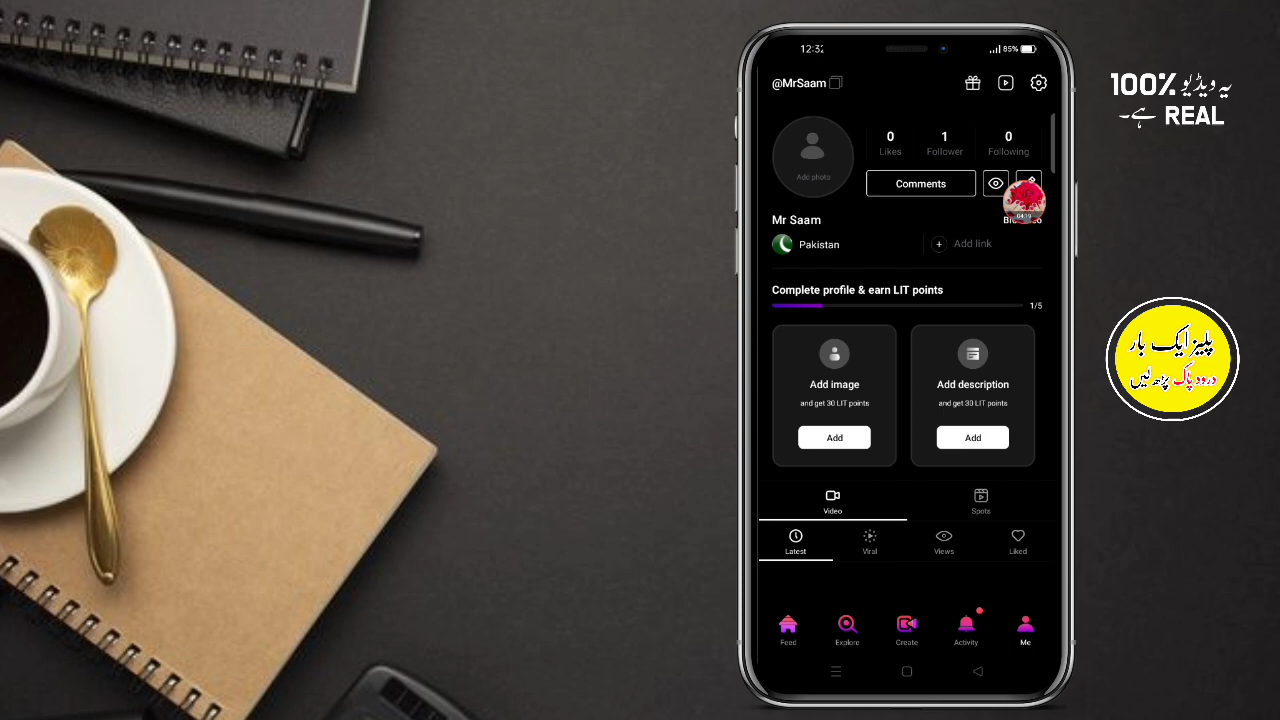 12:32
85%
@MrSaam
Add photo
0
Likes
1
Follower
0
Following
Comments
04:19
Mr Saam
Pakistan
Add link
Complete profile & earn LIT points
1/5
Add image
and get 30 LIT points
Add
Add description
and get 30 LIT points
Add
Video
Spots
Latest
Viral
Views
Liked
Feed
Explore
Create
Activity
Me
یہ ویڈیو 100%
REAL ہے۔
پلیز ایک بار
درود پاک پڑھ لیں